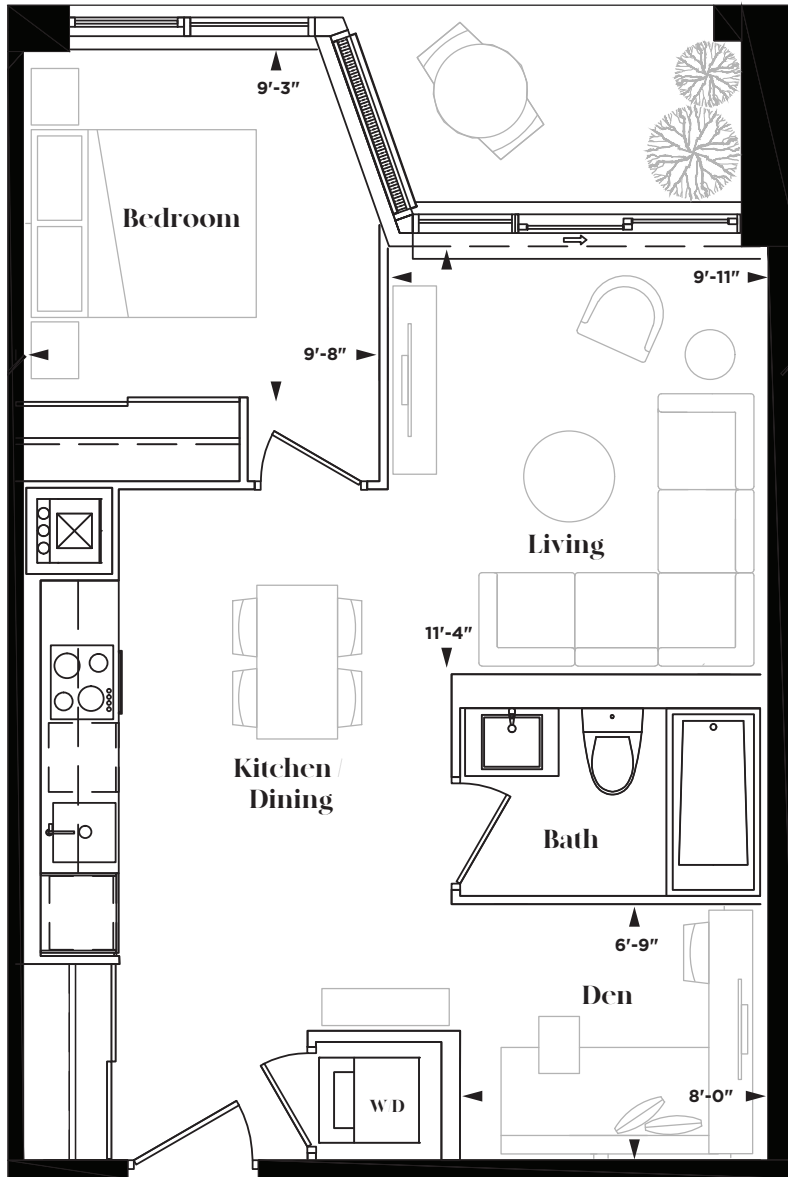 9'-3"
Bedroom
9'-11"
9'-8"
Living
11'-4"
Kitchen /
Dining
Bath
6'-9"
Den
8'-0"
W/D